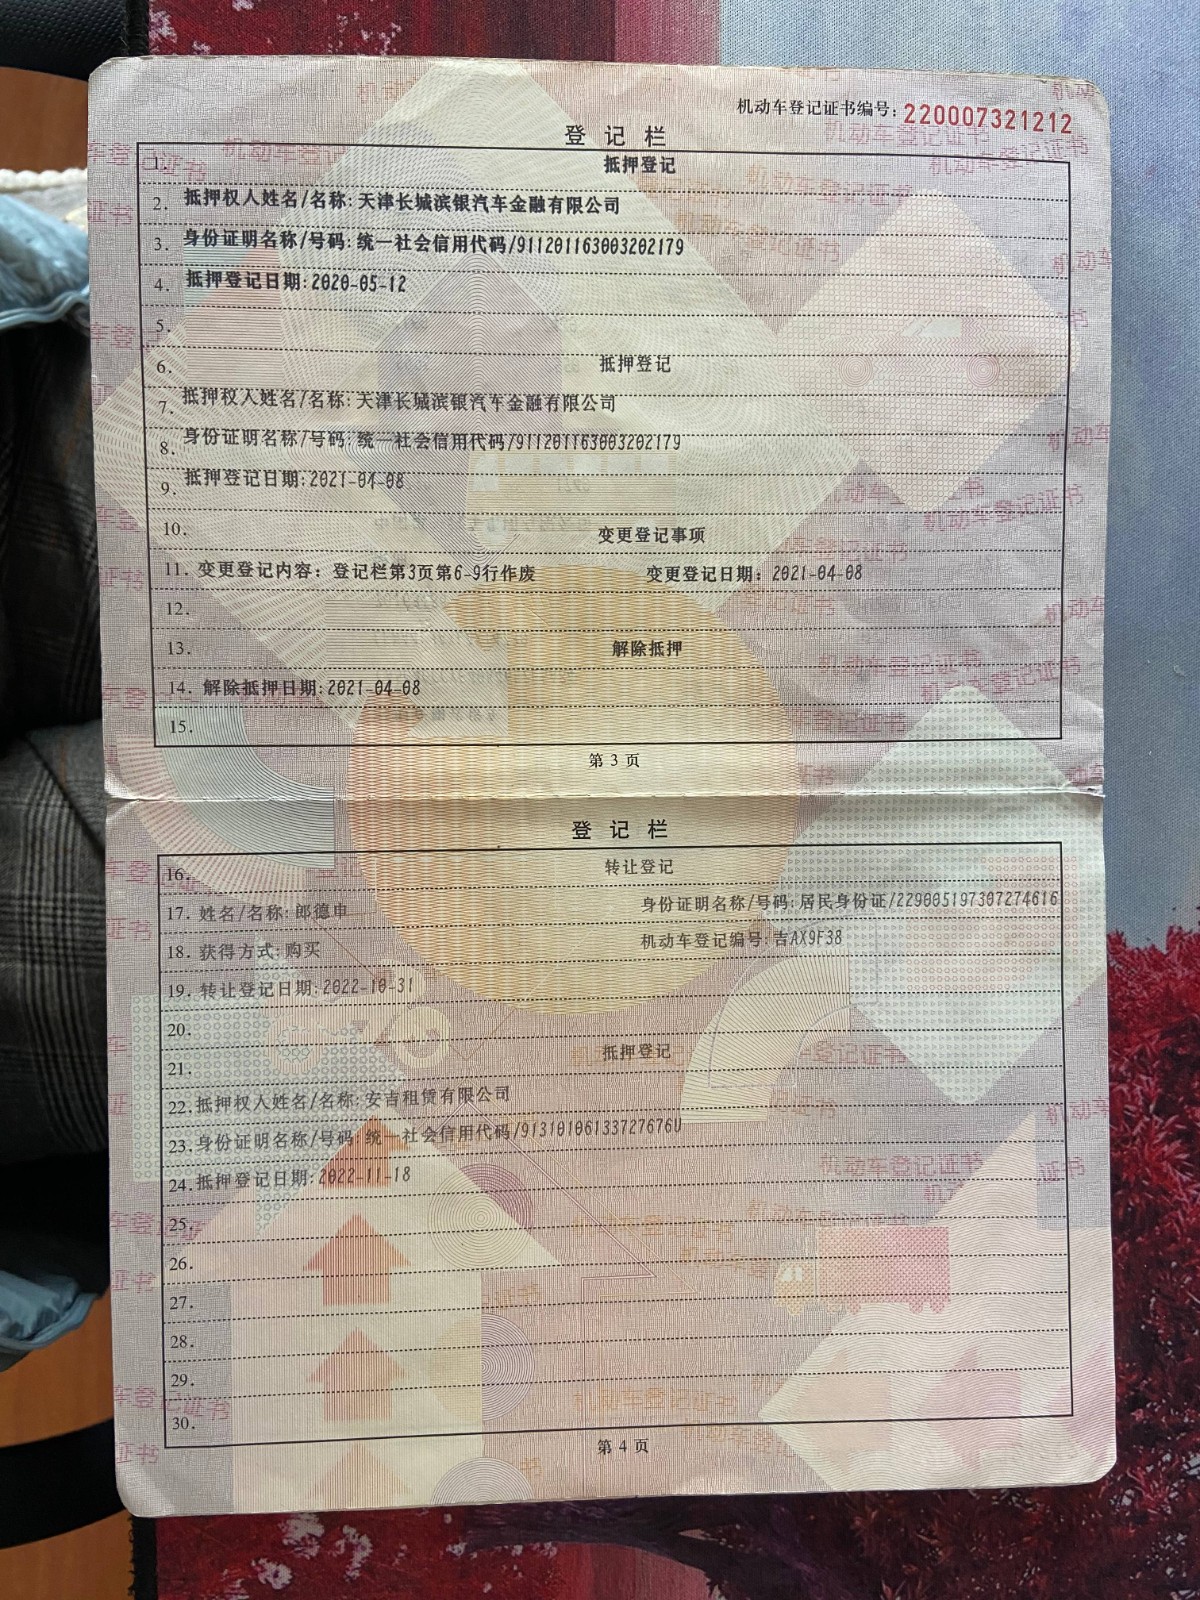 机动车登记证书编号：220007321212
登记栏
1. 抵押登记
2. 抵押权人姓名/名称：天津长城滨银汽车金融有限公司
3. 身份证明名称/号码：统一社会信用代码/911201163003202179
4. 抵押登记日期：2020-05-12
5.
6. 抵押登记
7. 抵押权人姓名/名称：天津长城滨银汽车金融有限公司
8. 身份证明名称/号码：统一社会信用代码/911201163003202179
9. 抵押登记日期：2021-04-08
10. 变更登记事项
11. 变更登记内容：登记栏第3页第6-9行作废 变更登记日期：2021-04-08
12.
13. 解除抵押
14. 解除抵押日期：2021-04-08
15.
第 3 页
登记栏
16. 转让登记
17. 姓名/名称：郎德申 身份证明名称/号码：居民身份证/229005197307274616
18. 获得方式：购买 机动车登记编号：吉AX9F38
19. 转让登记日期：2022-10-31
20.
21. 抵押登记
22. 抵押权人姓名/名称：安吉租赁有限公司
23. 身份证明名称/号码：统一社会信用代码/91310106133727676U
24. 抵押登记日期：2022-11-18
25.
26.
27.
28.
29.
30.
第 4 页